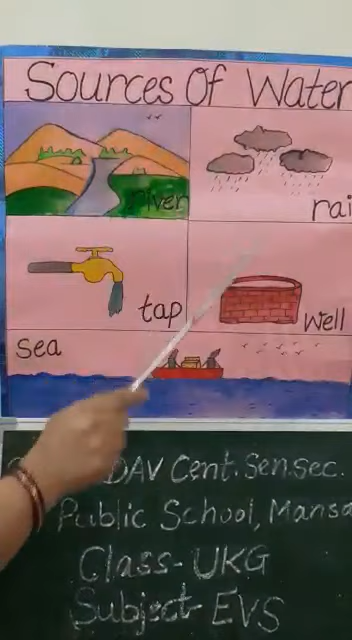 Sources Of Water
river
rai
tap
well
Sea
DAV Cent. Sen. Sec.
Public School, Mansa
Class- UKG
Subject- EVS